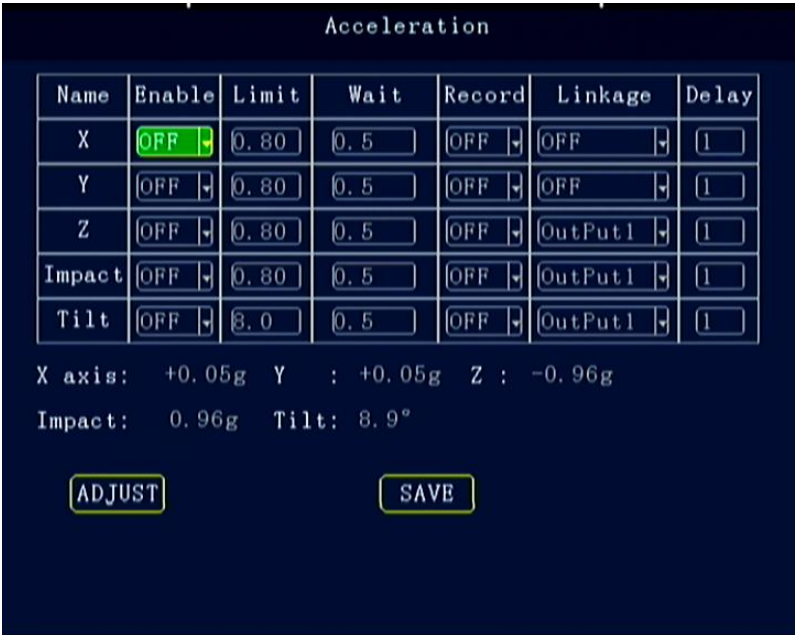 Acceleration
Name Enable Limit Wait Record Linkage Delay
X OFF 0.80 0.5 OFF OFF 1
Y OFF 0.80 0.5 OFF OFF 1
Z OFF 0.80 0.5 OFF OutPut1 1
Impact OFF 0.80 0.5 OFF OutPut1 1
Tilt OFF 8.0 0.5 OFF OutPut1 1
X axis: +0.05g Y : +0.05g Z : -0.96g
Impact: 0.96g Tilt: 8.9°
ADJUST SAVE